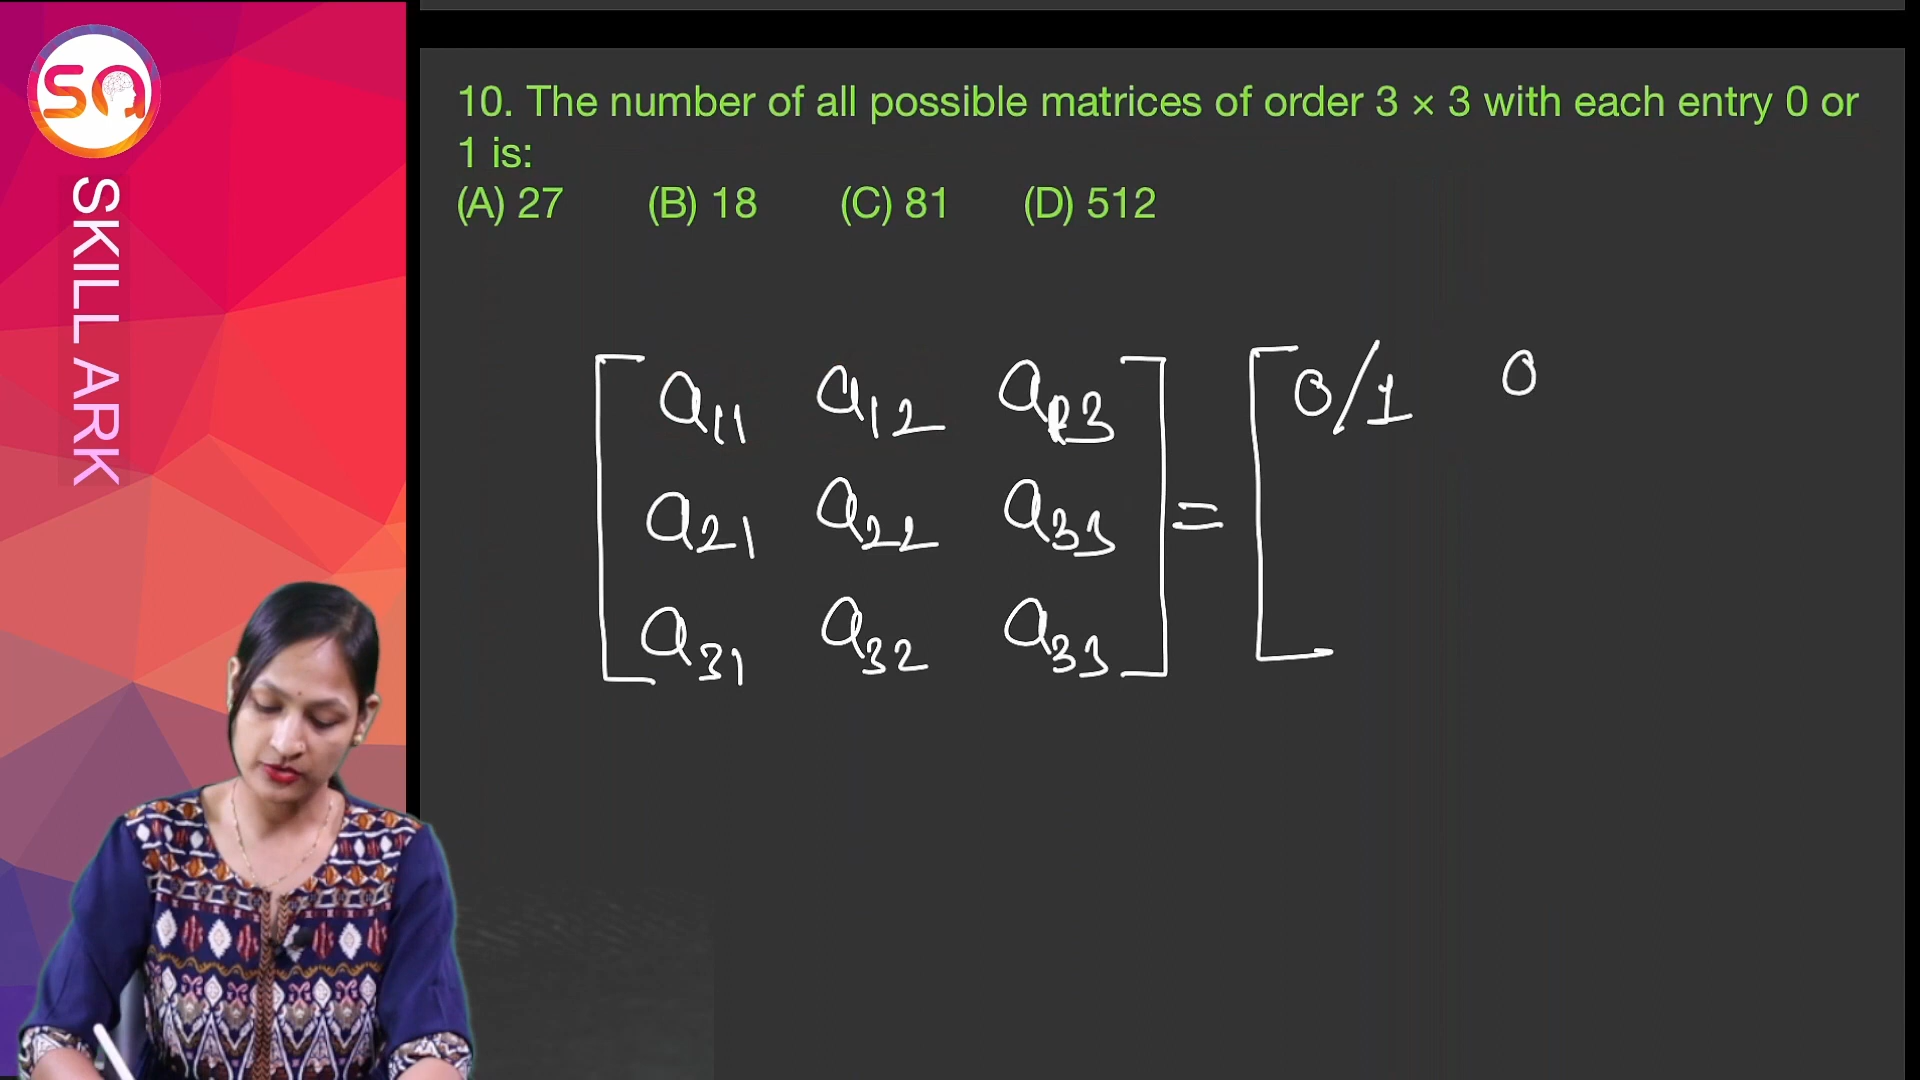 SA
SKILL ARK
10. The number of all possible matrices of order 3 × 3 with each entry 0 or
1 is:
(A) 27 (B) 18 (C) 81 (D) 512
a11 a12 a13 0/1 0
a21 a22 a33 =
a31 a32 a33